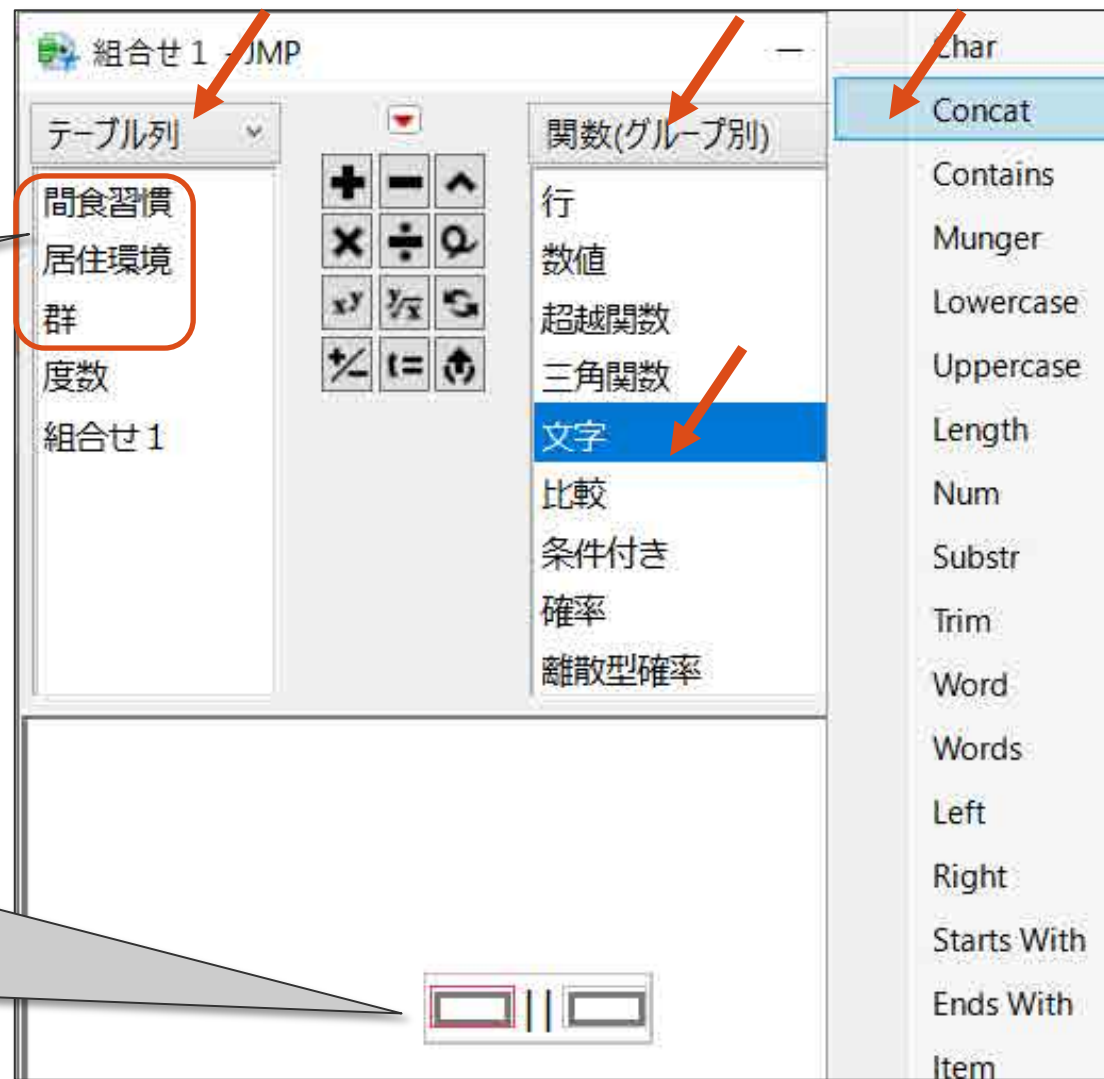 組合せ１ - JMP
テーブル列
間食習慣
居住環境
群
度数
組合せ１
関数(グループ別)
行
数値
超越関数
三角関数
文字
比較
条件付き
確率
離散型確率
Char
Concat
Contains
Munger
Lowercase
Uppercase
Length
Num
Substr
Trim
Word
Words
Left
Right
Starts With
Ends With
Item
||